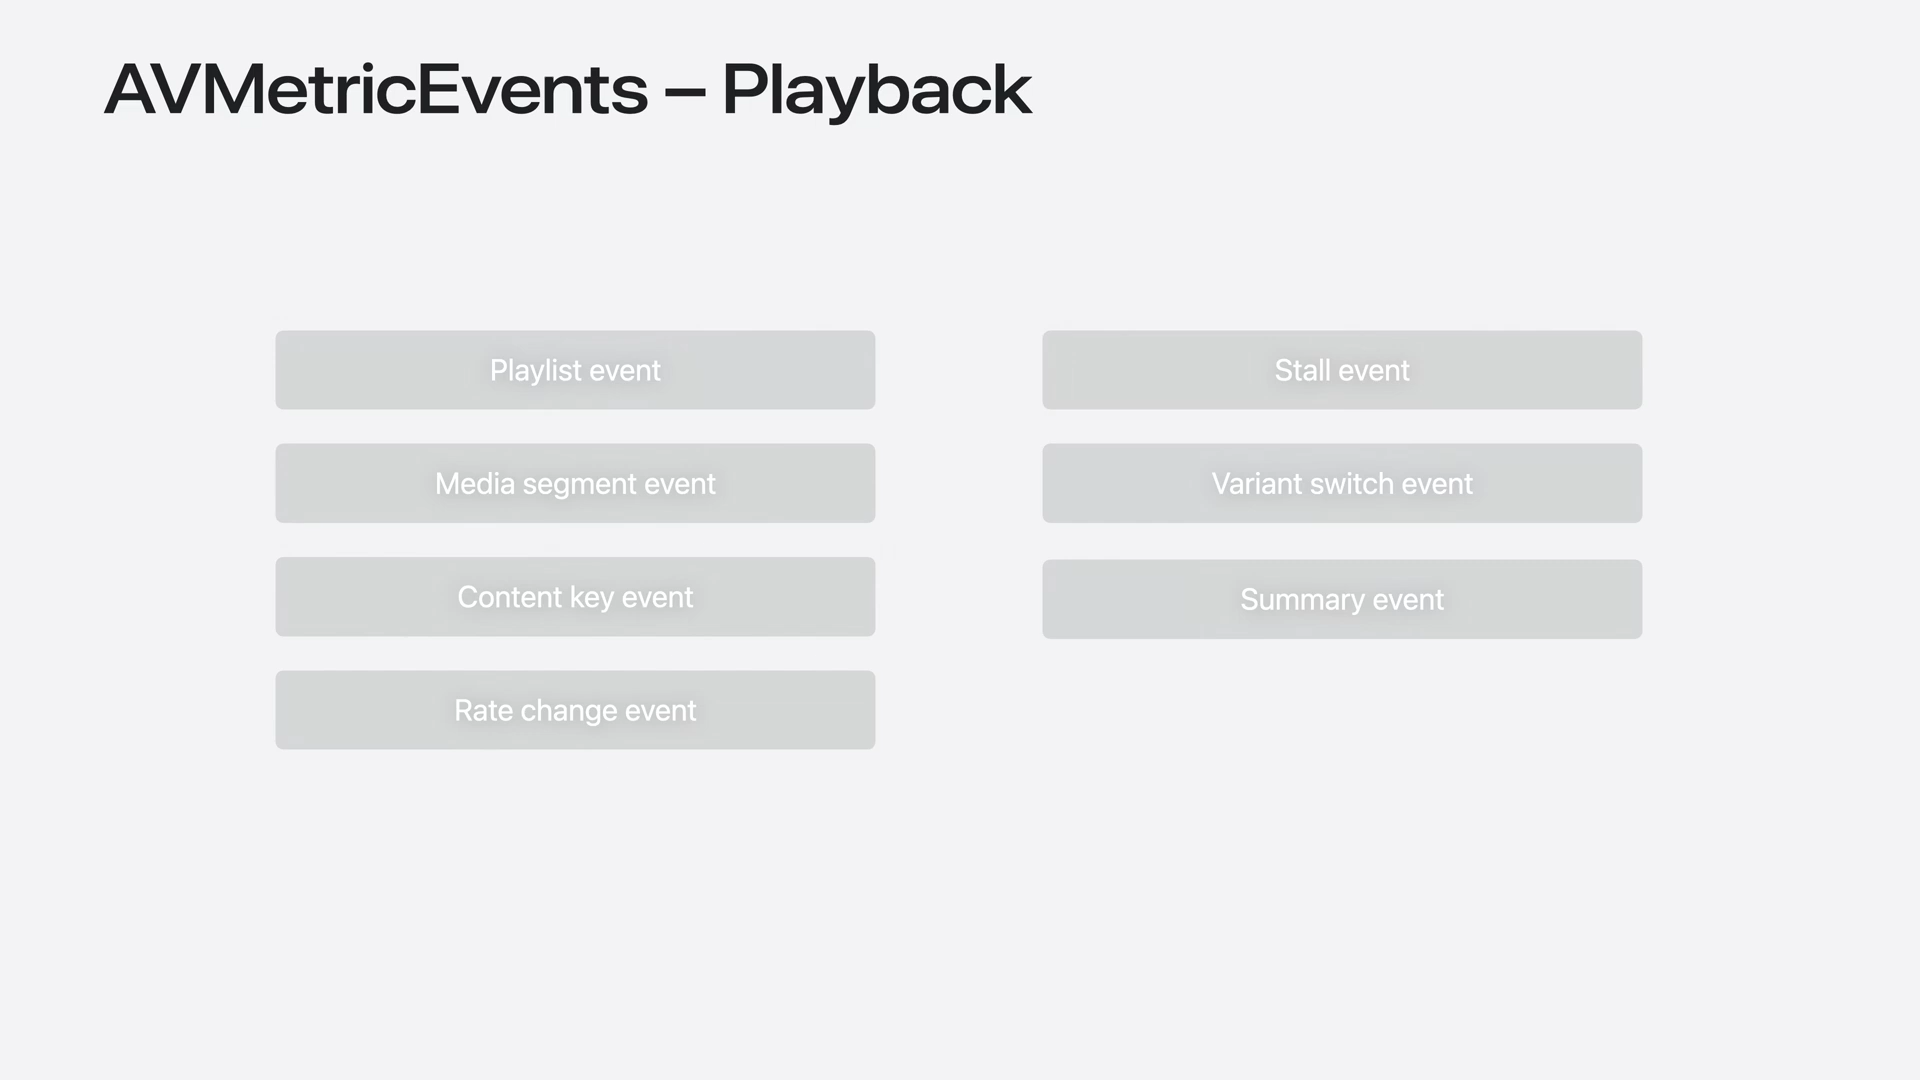 AVMetricEvents – Playback
Playlist event
Media segment event
Content key event
Rate change event
Stall event
Variant switch event
Summary event